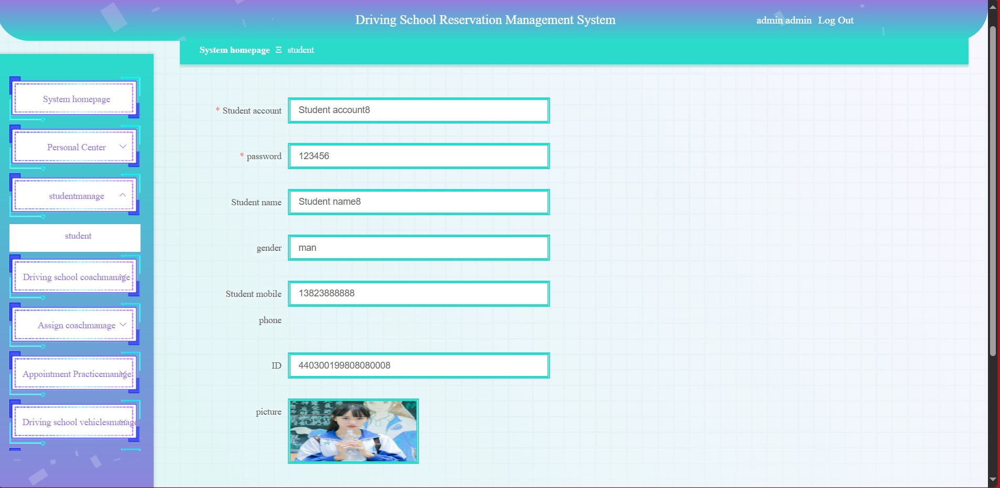 Driving School Reservation Management System
admin admin Log Out
System homepage Ξ student
System homepage
Personal Center
studentmanage
student
Driving school coachmanage
Assign coachmanage
Appointment Practicemanage
Driving school vehiclesmanage
* Student account Student account8
* password 123456
Student name Student name8
gender man
Student mobile 13823888888
phone
ID 440300199808080008
picture